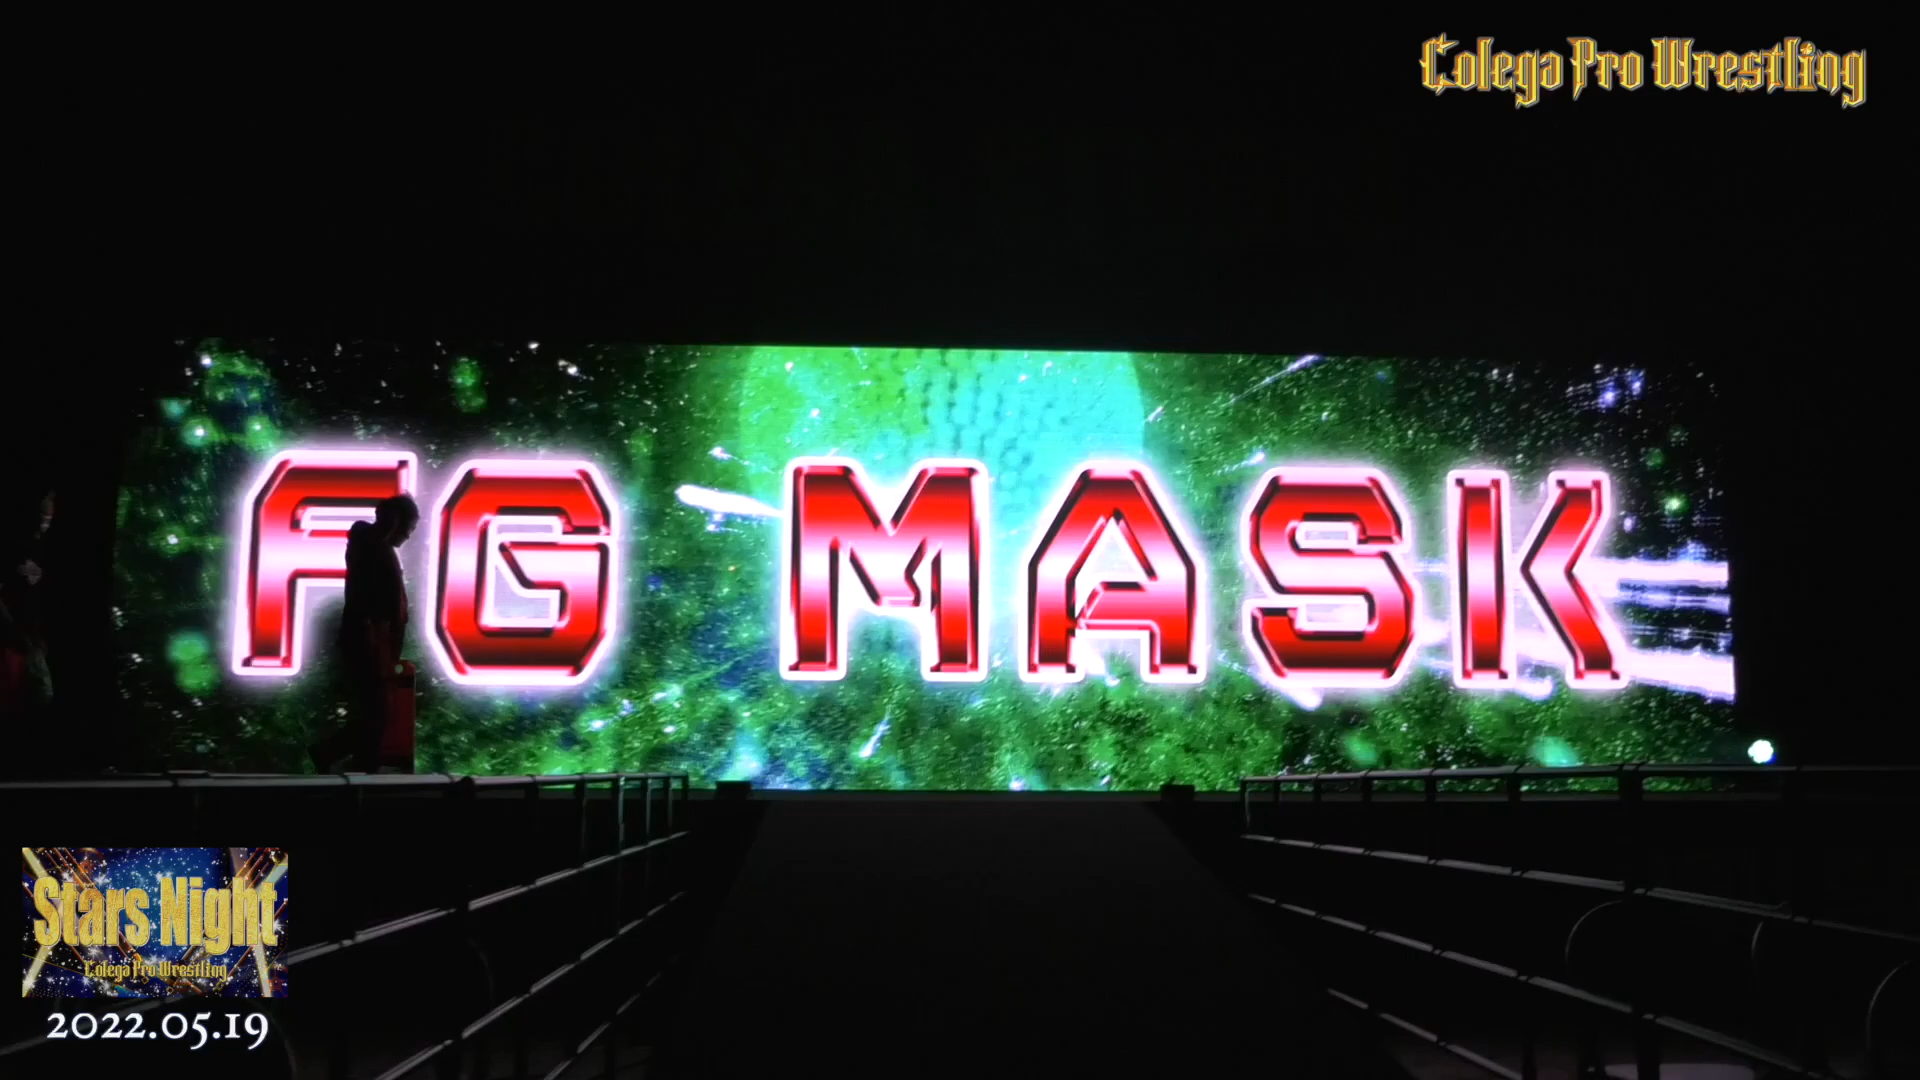 Colega Pro Wrestling
FG MASK
Stars Night
Colega Pro Wrestling
2022.05.19